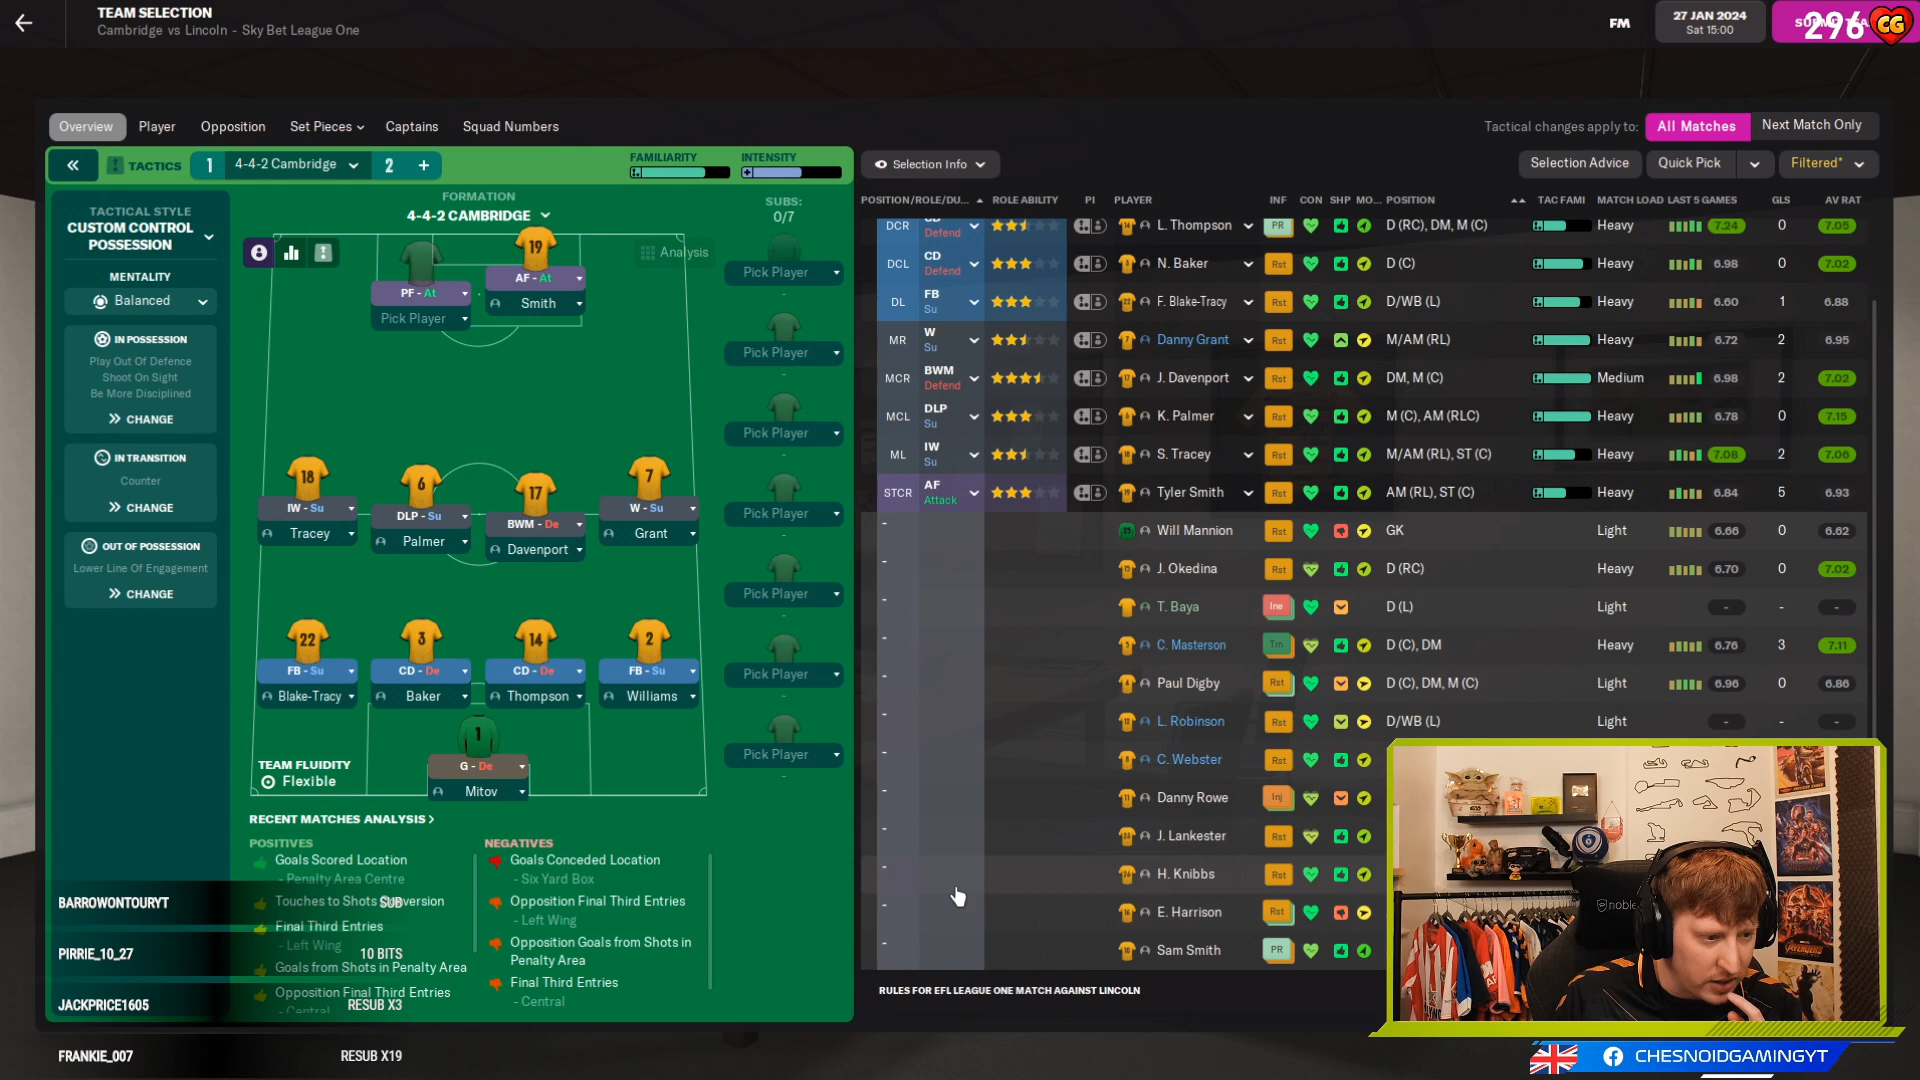 TEAM SELECTION
Cambridge vs Lincoln - Sky Bet League One
FM
27 JAN 2024
Sat 15:00
296
CG
Overview Player Opposition Set Pieces Captains Squad Numbers
Tactical changes apply to: All Matches Next Match Only
TACTICS 1 4-4-2 Cambridge 2 +
FAMILIARITY
INTENSITY
Selection Info
Selection Advice Quick Pick Filtered*
TACTICAL STYLE
CUSTOM CONTROL
POSSESSION
MENTALITY
Balanced
IN POSSESSION
Play Out Of Defence
Shoot On Sight
Be More Disciplined
CHANGE
IN TRANSITION
Counter
CHANGE
OUT OF POSSESSION
Lower Line Of Engagement
CHANGE
FORMATION
4-4-2 CAMBRIDGE
SUBS:
0/7
Analysis
19
PF - At
Pick Player
AF - At
Smith
18
IW - Su
Tracey
6
DLP - Su
Palmer
17
BWM - De
Davenport
7
W - Su
Grant
22
FB - Su
Blake-Tracy
3
CD - De
Baker
14
CD - De
Thompson
2
FB - Su
Williams
1
G - De
Mitov
TEAM FLUIDITY
Flexible
Pick Player
-
Pick Player
-
Pick Player
-
Pick Player
-
Pick Player
-
Pick Player
-
Pick Player
-
RECENT MATCHES ANALYSIS
POSITIVES
Goals Scored Location
- Penalty Area Centre
Touches to Shots Conversion
Final Third Entries
- Left Wing
Goals from Shots in Penalty Area
Opposition Final Third Entries
- Central
NEGATIVES
Goals Conceded Location
- Six Yard Box
Opposition Final Third Entries
- Left Wing
Opposition Goals from Shots in
Penalty Area
Final Third Entries
- Central
BARROWONTOURYT SUB
PIRRIE_10_27 10 BITS
JACKPRICE1605 RESUB X3
FRANKIE_007 RESUB X19
POSITION/ROLE/DU... ROLE ABILITY PI PLAYER INF CON SHP MO... POSITION TAC FAMI MATCH LOAD LAST 5 GAMES GLS AV RAT
DCR CD Defend L. Thompson PR D (RC), DM, M (C) Heavy 7.24 0 7.05
DCL CD Defend N. Baker Rst D (C) Heavy 6.98 0 7.02
DL FB Su F. Blake-Tracy Rst D/WB (L) Heavy 6.60 1 6.88
MR W Su Danny Grant Rst M/AM (RL) Heavy 6.72 2 6.95
MCR BWM Defend J. Davenport Rst DM, M (C) Medium 6.98 2 7.02
MCL DLP Su K. Palmer Rst M (C), AM (RLC) Heavy 6.78 0 7.15
ML IW Su S. Tracey Rst M/AM (RL), ST (C) Heavy 7.08 2 7.06
STCR AF Attack Tyler Smith Rst AM (RL), ST (C) Heavy 6.84 5 6.93
- Will Mannion Rst GK Light 6.66 0 6.62
- J. Okedina Rst D (RC) Heavy 6.70 0 7.02
- T. Baya Ine D (L) Light - - -
- C. Masterson Trn D (C), DM Heavy 6.76 3 7.11
- Paul Digby Rst D (C), DM, M (C) Light 6.96 0 6.86
- L. Robinson Rst D/WB (L) Light - - -
- C. Webster Rst
- Danny Rowe Inj
- J. Lankester Rst
- H. Knibbs Rst
- E. Harrison Rst
- Sam Smith PR
RULES FOR EFL LEAGUE ONE MATCH AGAINST LINCOLN
noble
CHESNOIDGAMINGYT